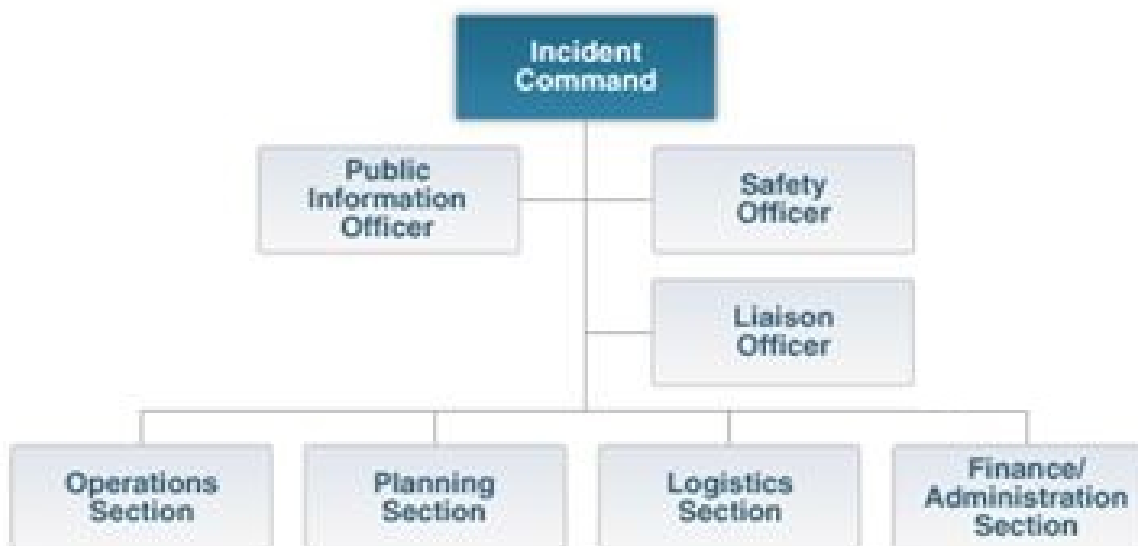 Incident
Command
Public
Information
Officer
Safety
Officer
Liaison
Officer
Operations
Section
Planning
Section
Logistics
Section
Finance/
Administration
Section